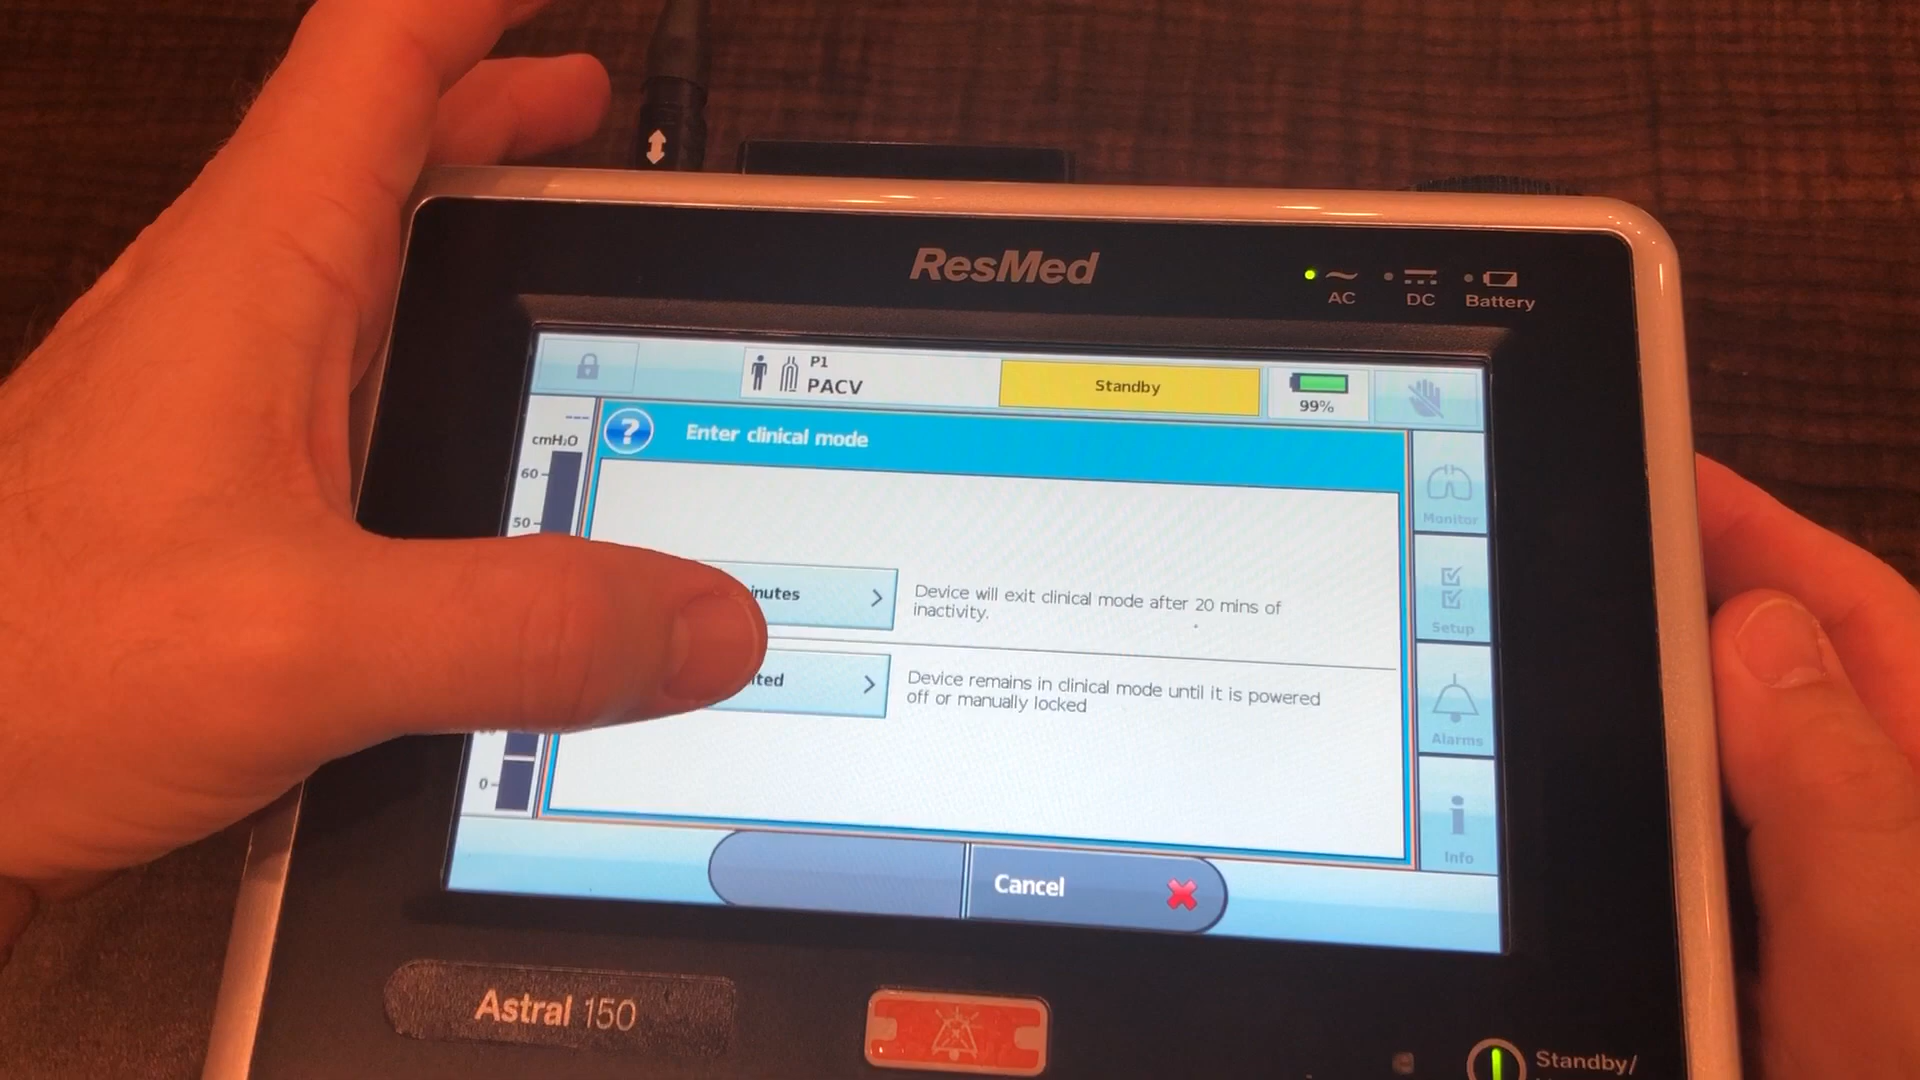 ResMed
AC
DC
Battery
P1
PACV
Standby
99%
---
cmH2O
60
50
0
? Enter clinical mode
inutes
Device will exit clinical mode after 20 mins of
inactivity.
ited
Device remains in clinical mode until it is powered
off or manually locked
Cancel
Monitor
Setup
Alarms
Info
Astral 150
Standby/